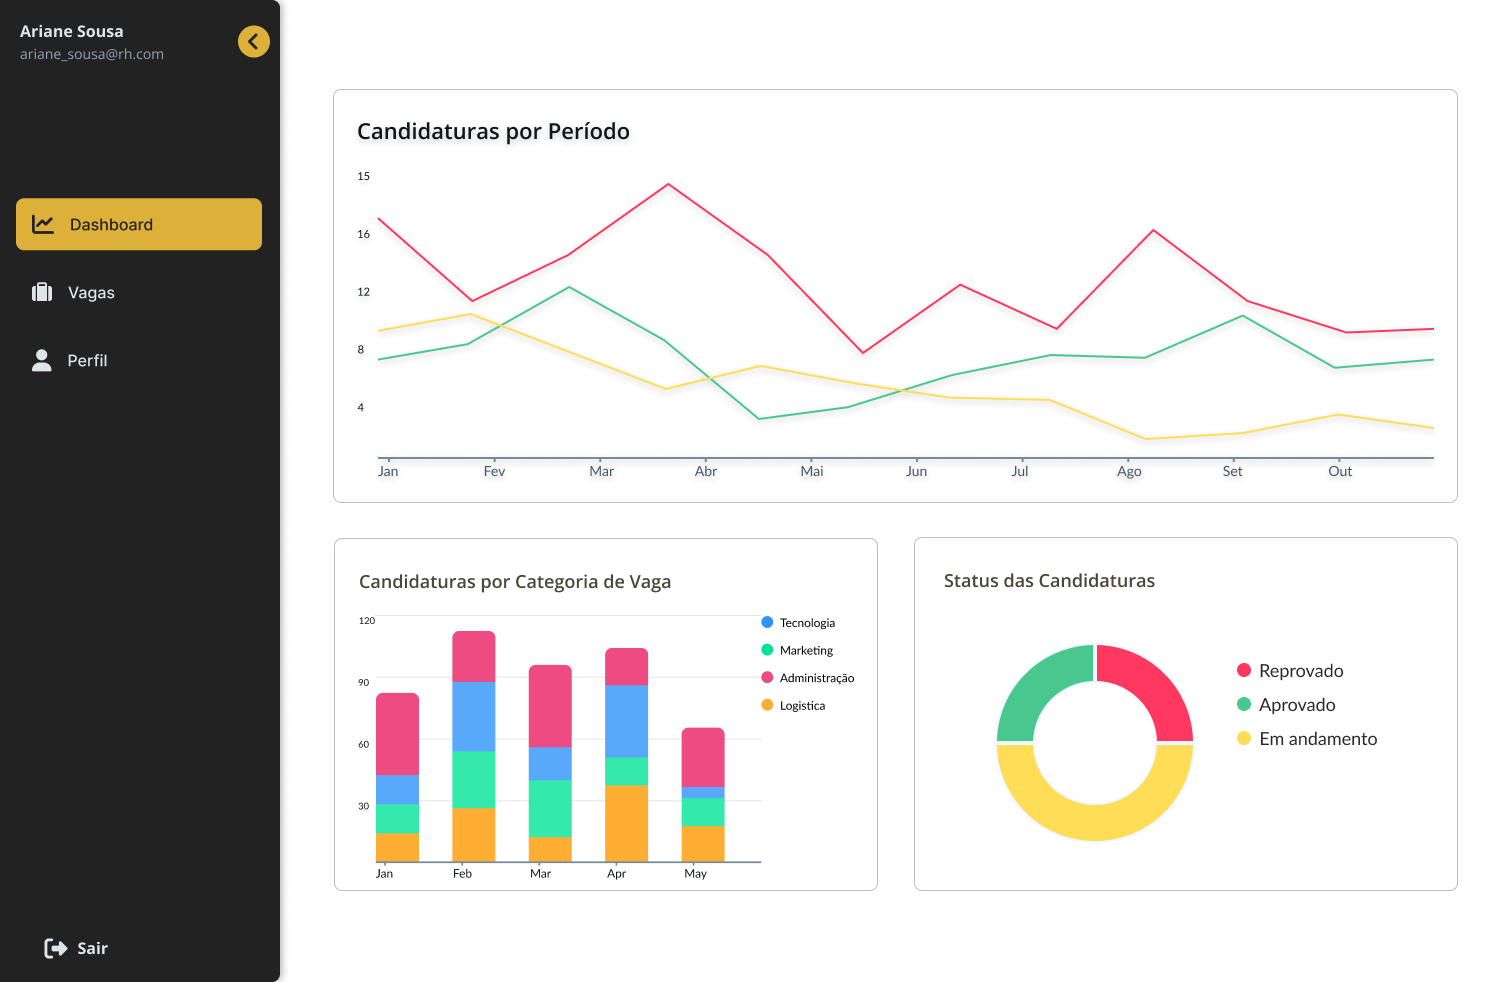 Ariane Sousa
ariane_sousa@rh.com
Dashboard
Vagas
Perfil
Sair
Candidaturas por Período
15
16
12
8
4
Jan Fev Mar Abr Mai Jun Jul Ago Set Out
Candidaturas por Categoria de Vaga
120
90
60
30
Jan Feb Mar Apr May
Tecnologia
Marketing
Administração
Logistica
Status das Candidaturas
Reprovado
Aprovado
Em andamento